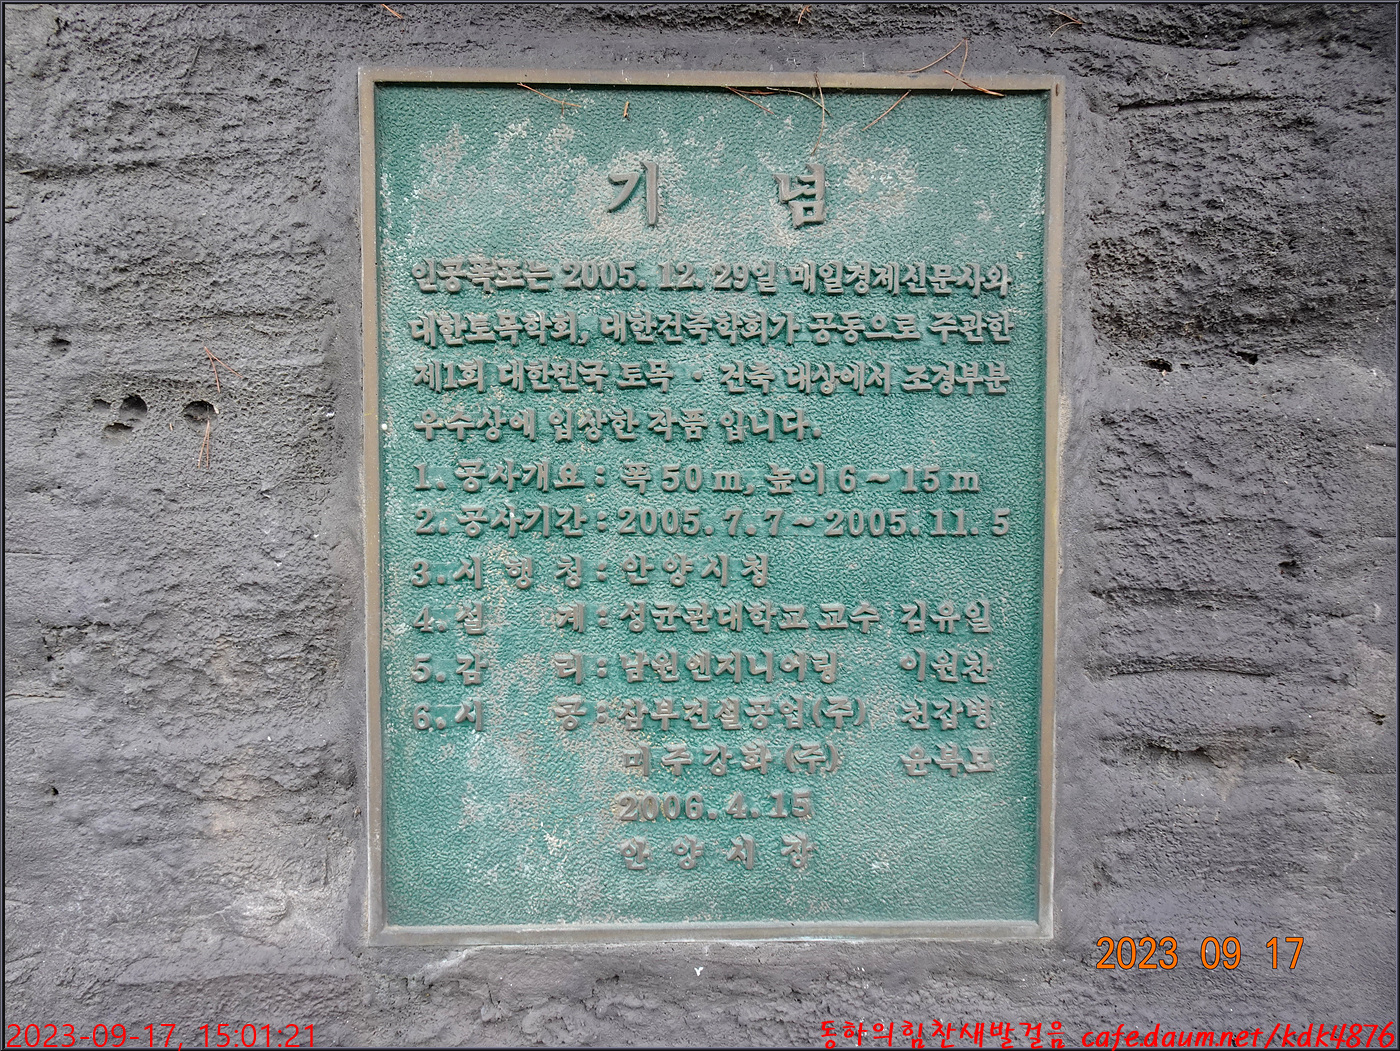 기 념
인공폭포는 2005. 12. 29일 매일경제신문사와
대한토목학회, 대한건축학회가 공동으로 주관한
제1회 대한민국 토목 · 건축 대상에서 조경부분
우수상에 입상한 작품 입니다.
1. 공사개요 : 폭 50 m, 높이 6 ~ 15 m
2. 공사기간 : 2005. 7. 7 ~ 2005. 11. 5
3. 시 행 청 : 안 양 시 청
4. 설 계 : 성균관대학교 교수 김유일
5. 감 리 : 남원엔지니어링 이원찬
6. 시 공 : 삼부건설공업(주) 천갑병
미주강화(주)
2006. 4. 15
안 양 시 장
2023 09 17
2023-09-17, 15:01:21
동하의힘찬새발걸음 cafe.daum.net/kdk4876